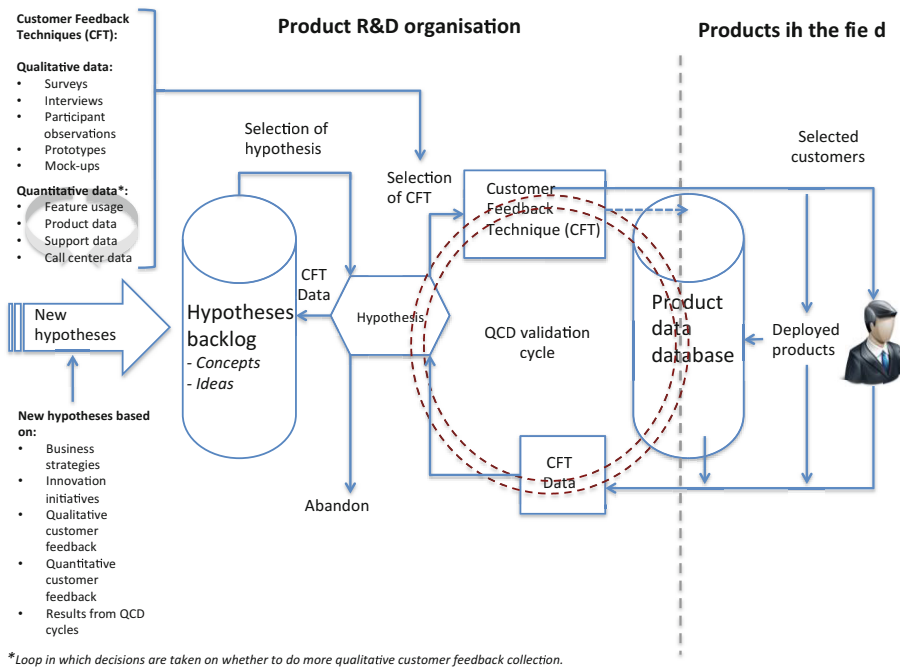 Customer Feedback
Techniques (CFT):
Qualitative data:
• Surveys
• Interviews
• Participant
observations
• Prototypes
• Mock-ups
Quantitative data*:
• Feature usage
• Product data
• Support data
• Call center data
New
hypotheses
New hypotheses based
on:
• Business
strategies
• Innovation
initiatives
• Qualitative
customer
feedback
• Quantitative
customer
feedback
• Results from QCD
cycles
Product R&D organisation
Selection of
hypothesis
Selection
of CFT
Customer
Feedback
Technique (CFT)
CFT
Data
Hypotheses
backlog
- Concepts
- Ideas
Hypothesis
QCD validation
cycle
Abandon
CFT
Data
Product
data
database
Products ih the fie d
Selected
customers
Deployed
products
*Loop in which decisions are taken on whether to do more qualitative customer feedback collection.